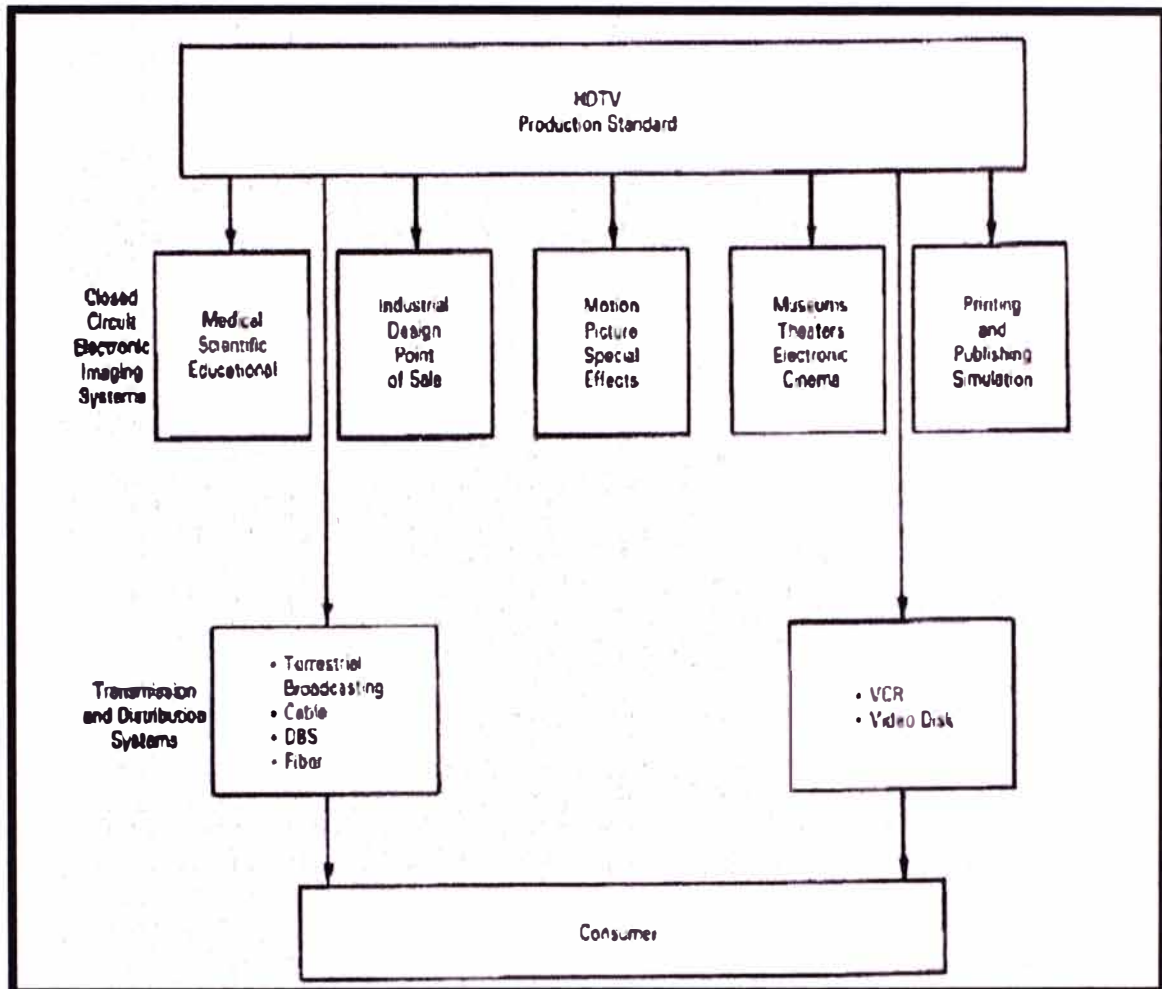 HDTV
Production Standard
Closed
Circuit
Electronic
Imaging
Systems
Medical
Scientific
Educational
Industrial
Design
Point
of Sale
Motion
Picture
Special
Effects
Museums
Theaters
Electronic
Cinema
Printing
and
Publishing
Simulation
Transmission
and Distribution
Systems
• Terrestrial
Broadcasting
• Cable
• DBS
• Fiber
• VCR
• Video Disk
Consumer